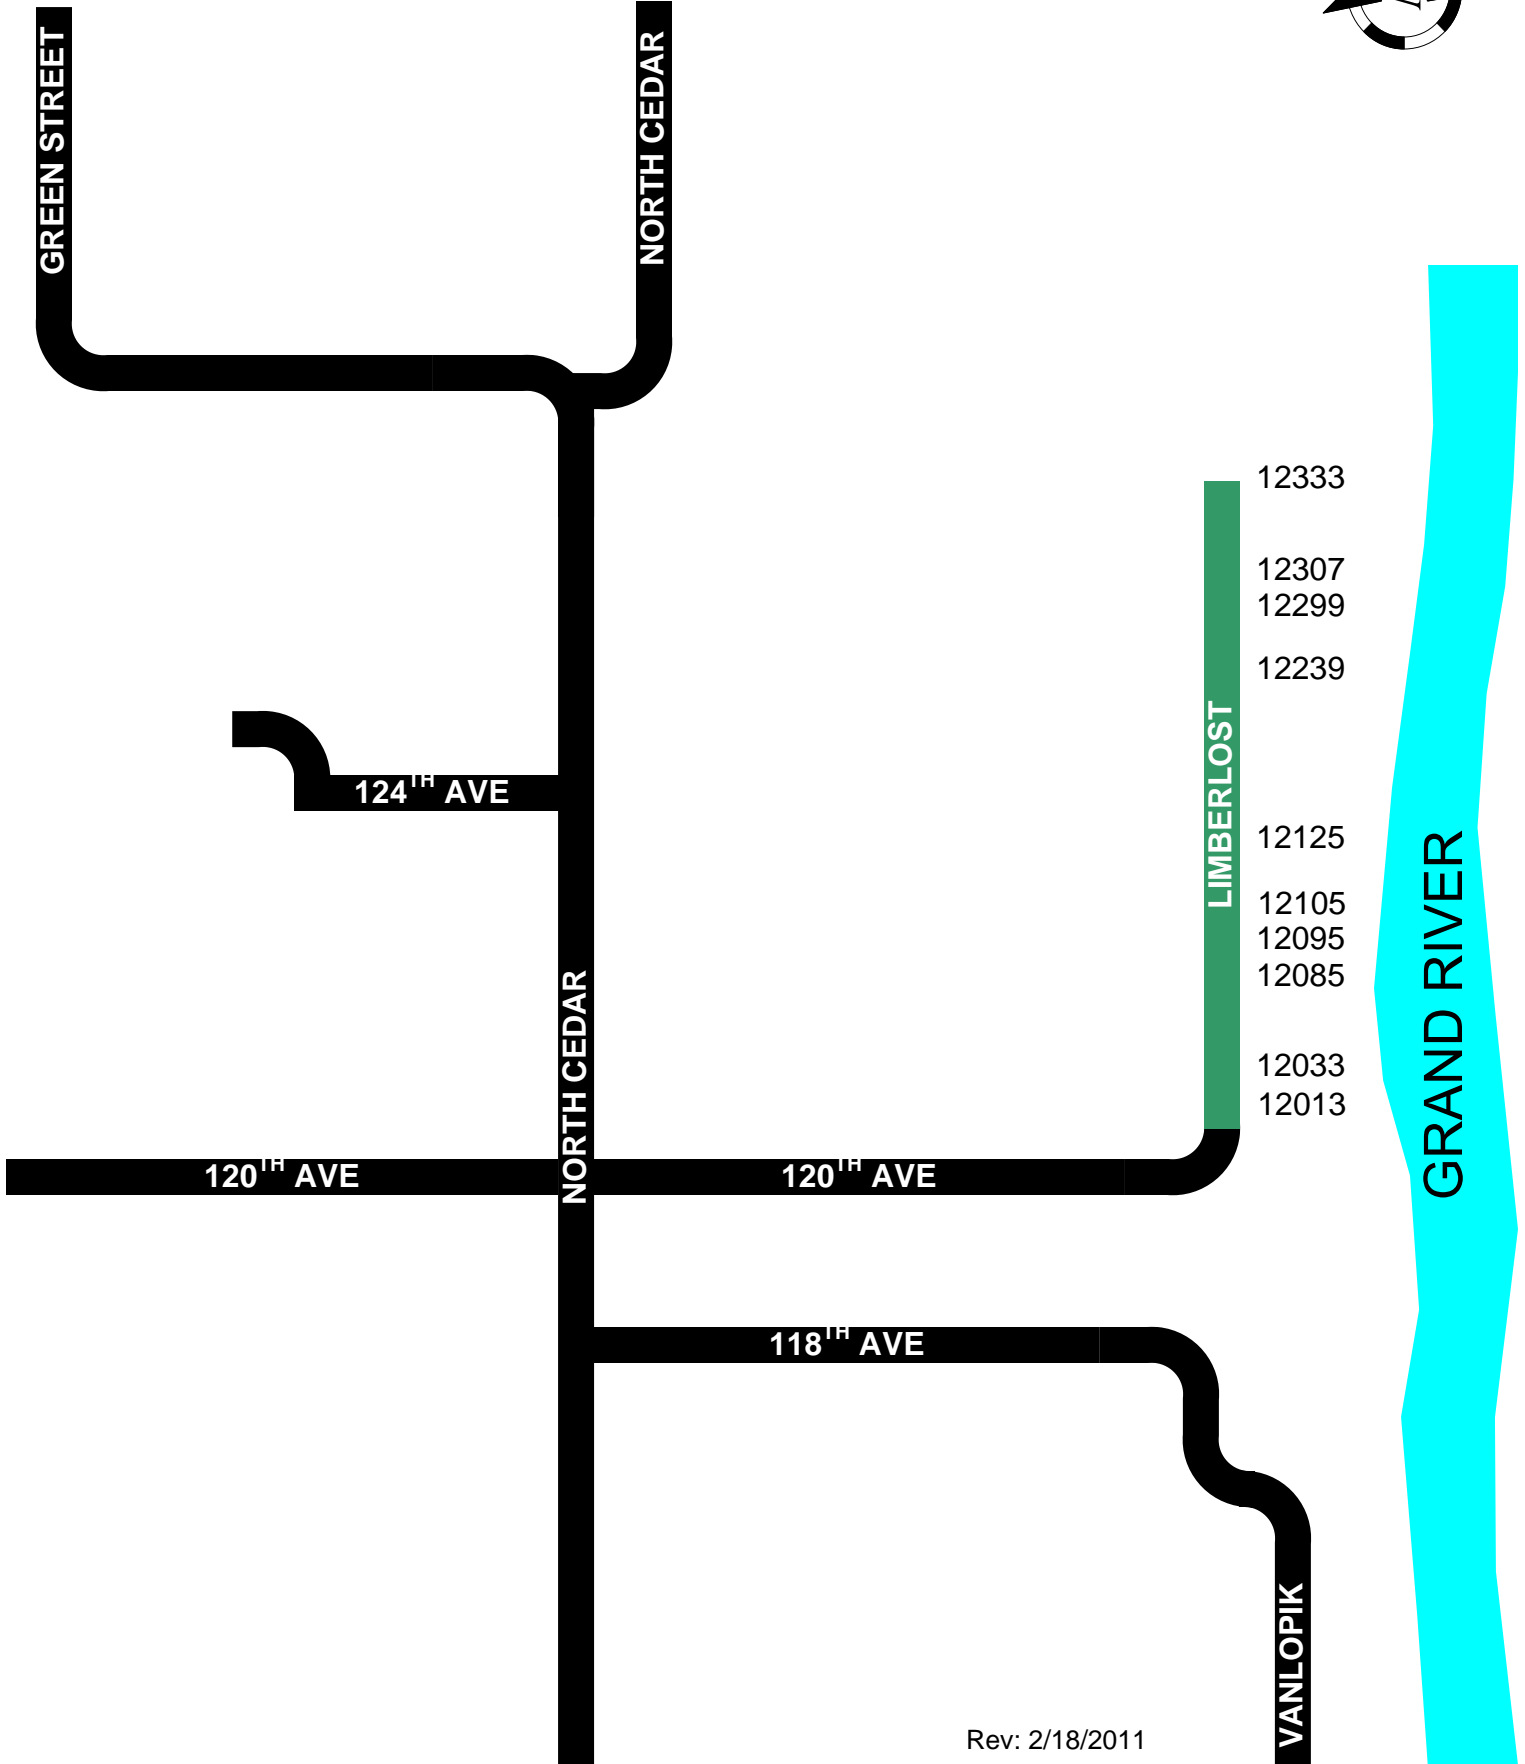 GREEN STREET
NORTH CEDAR
12333
12307
12299
12239
LIMBERLOST
124TH AVE
12125
12105
12095
12085
GRAND RIVER
NORTH CEDAR
12033
12013
120TH AVE
120TH AVE
118TH AVE
VANLOPIK
Rev: 2/18/2011